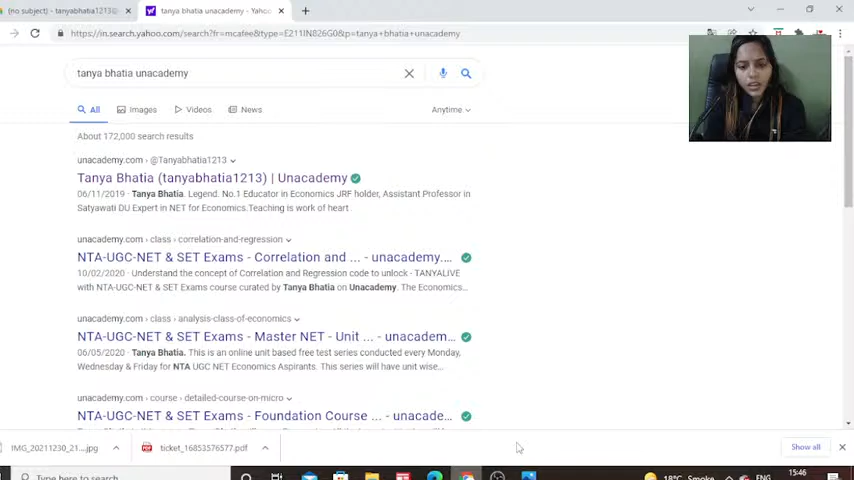 (no subject) - tanyabhatia1213@
tanya bhatia unacademy - Yahoo
https://in.search.yahoo.com/search?fr=mcafee&type=E211IN826G0&p=tanya+bhatia+unacademy
tanya bhatia unacademy
All Images Videos News Anytime
About 172,000 search results
unacademy.com › @Tanyabhatia1213
Tanya Bhatia (tanyabhatia1213) | Unacademy
06/11/2019 · Tanya Bhatia. Legend. No.1 Educator in Economics JRF holder, Assistant Professor in
Satyawati DU Expert in NET for Economics.Teaching is work of heart
unacademy.com › class › correlation-and-regression
NTA-UGC-NET & SET Exams - Correlation and ... - unacademy....
10/02/2020 · Understand the concept of Correlation and Regression code to unlock - TANYALIVE
with NTA-UGC-NET & SET Exams course curated by Tanya Bhatia on Unacademy. The Economics...
unacademy.com › class › analysis-class-of-economics
NTA-UGC-NET & SET Exams - Master NET - Unit ... - unacadem...
06/05/2020 · Tanya Bhatia. This is an online unit based free test series conducted every Monday,
Wednesday & Friday for NTA UGC NET Economics Aspirants. This series will have unit wise...
unacademy.com › course › detailed-course-on-micro
NTA-UGC-NET & SET Exams - Foundation Course ... - unacade...
IMG_20211230_21....jpg
ticket_16853576577.pdf
Show all
Type here to search
18°C Smoke
ENG
15:46